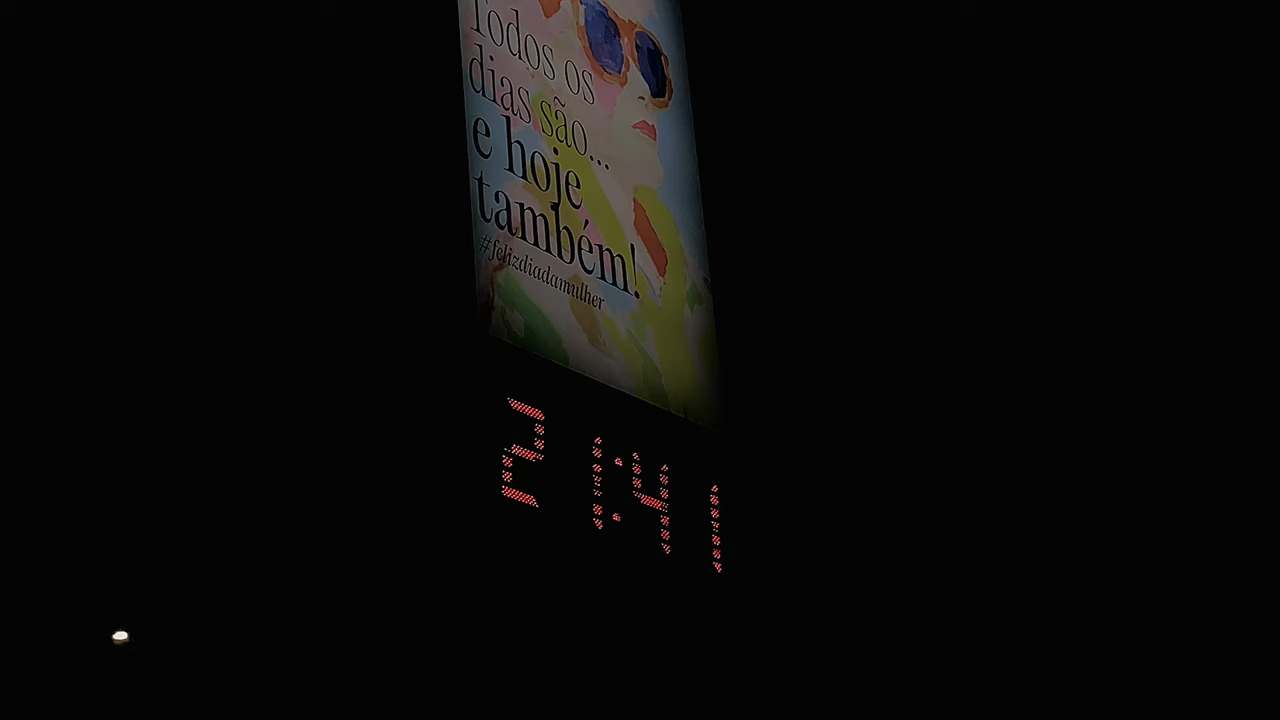 Todos os
dias são...
e hoje
também!
#felizdiadamulher
21:41